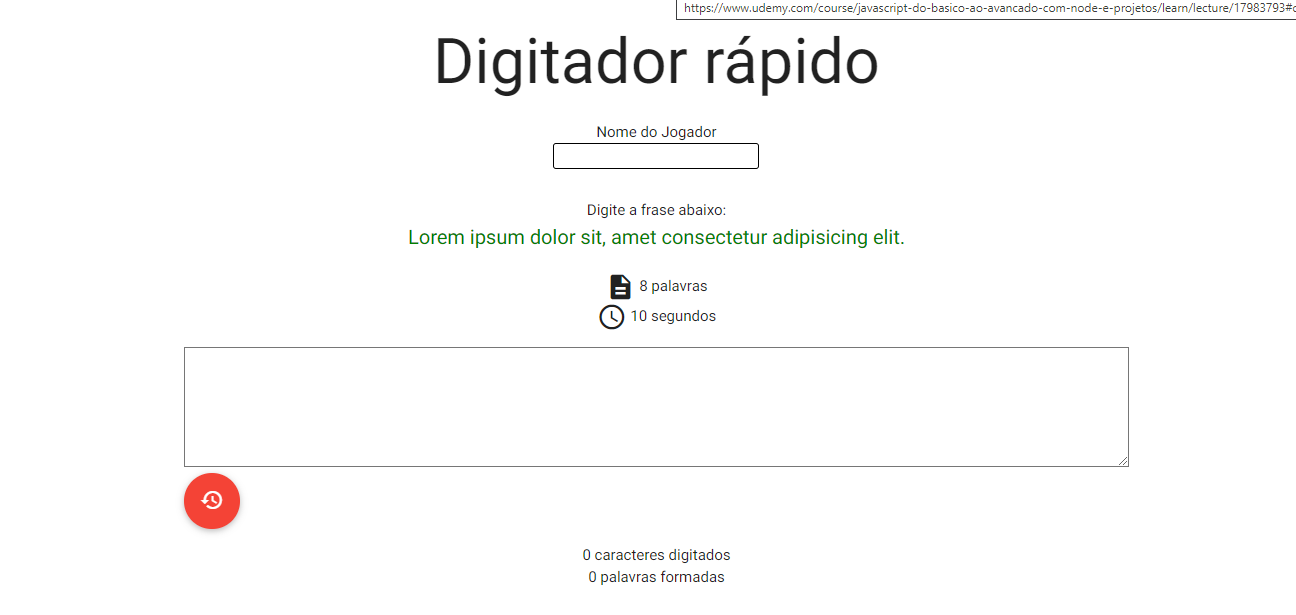 https://www.udemy.com/course/javascript-do-basico-ao-avancado-com-node-e-projetos/learn/lecture/17983793#c
Digitador rápido
Nome do Jogador
Digite a frase abaixo:
Lorem ipsum dolor sit, amet consectetur adipisicing elit.
8 palavras
10 segundos
0 caracteres digitados
0 palavras formadas